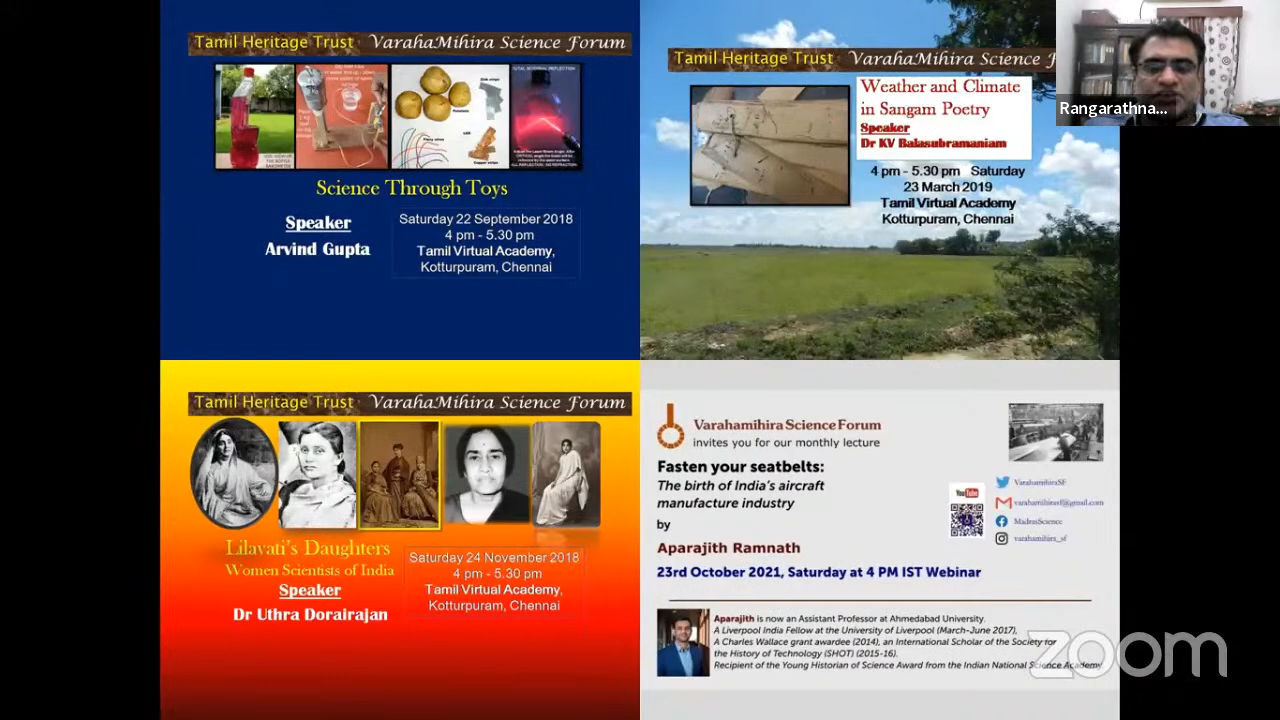 Tamil Heritage Trust VarahaMihira Science Forum
Science Through Toys
Speaker
Arvind Gupta
Saturday 22 September 2018
4 pm - 5.30 pm
Tamil Virtual Academy,
Kotturpuram, Chennai
Tamil Heritage Trust VarahaMihira Science F
Weather and Climate
in Sangam Poetry
Speaker
Dr KV Balasubramaniam
4 pm - 5.30 pm Saturday
23 March 2019
Tamil Virtual Academy
Kotturpuram, Chennai
Rangarathna...
Tamil Heritage Trust VarahaMihira Science Forum
Lilavati's Daughters
Women Scientists of India
Speaker
Dr Uthra Dorairajan
Saturday 24 November 2018
4 pm - 5.30 pm
Tamil Virtual Academy,
Kotturpuram, Chennai
Varahamihira Science Forum
invites you for our monthly lecture
Fasten your seatbelts:
The birth of India's aircraft
manufacture industry
by
Aparajith Ramnath
23rd October 2021, Saturday at 4 PM IST Webinar
YouTube
VarahamihiraSF
varahamihirasf@gmail.com
MadrasScience
varahamihira_sf
Aparajith is now an Assistant Professor at Ahmedabad University.
A Liverpool India Fellow at the University of Liverpool (March-June 2017),
A Charles Wallace grant awardee (2014), an International Scholar of the Society for
the History of Technology (SHOT) (2015-16).
Recipient of the Young Historian of Science Award from the Indian National Science Academy
zoom